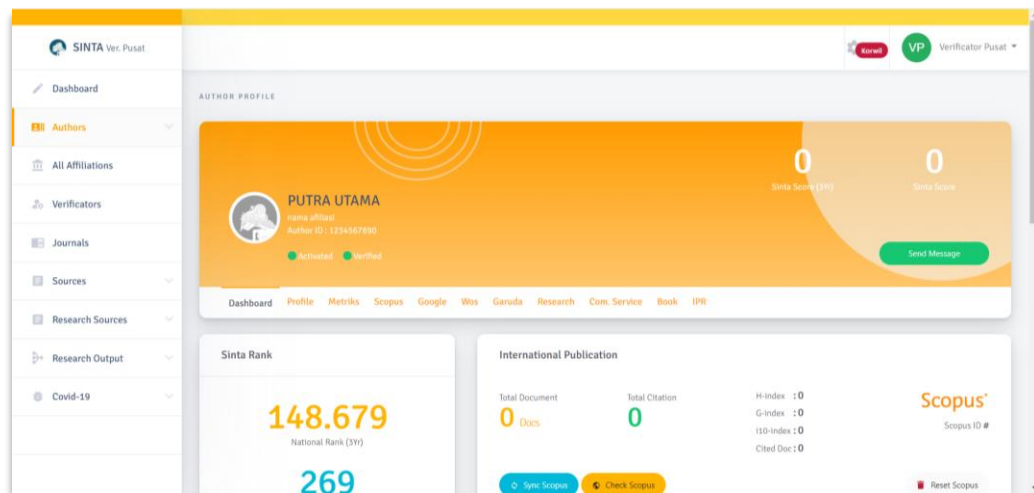 SINTA Ver. Pusat
Korwil
VP
Verificator Pusat
Dashboard
Authors
All Affiliations
Verificators
Journals
Sources
Research Sources
Research Output
Covid-19
AUTHOR PROFILE
PUTRA UTAMA
nama afiliasi
Author ID : 1234567890
Activated Verified
0
Sinta Score (3Yr)
0
Sinta Score
Send Message
Dashboard Profile Metriks Scopus Google Wos Garuda Research Com. Service Book IPR
Sinta Rank
148.679
National Rank (3Yr)
269
International Publication
Total Document
0 Docs
Total Citation
0
H-Index : 0
G-Index : 0
I10-Index : 0
Cited Doc : 0
Scopus
Scopus ID #
Sync Scopus
Check Scopus
Reset Scopus